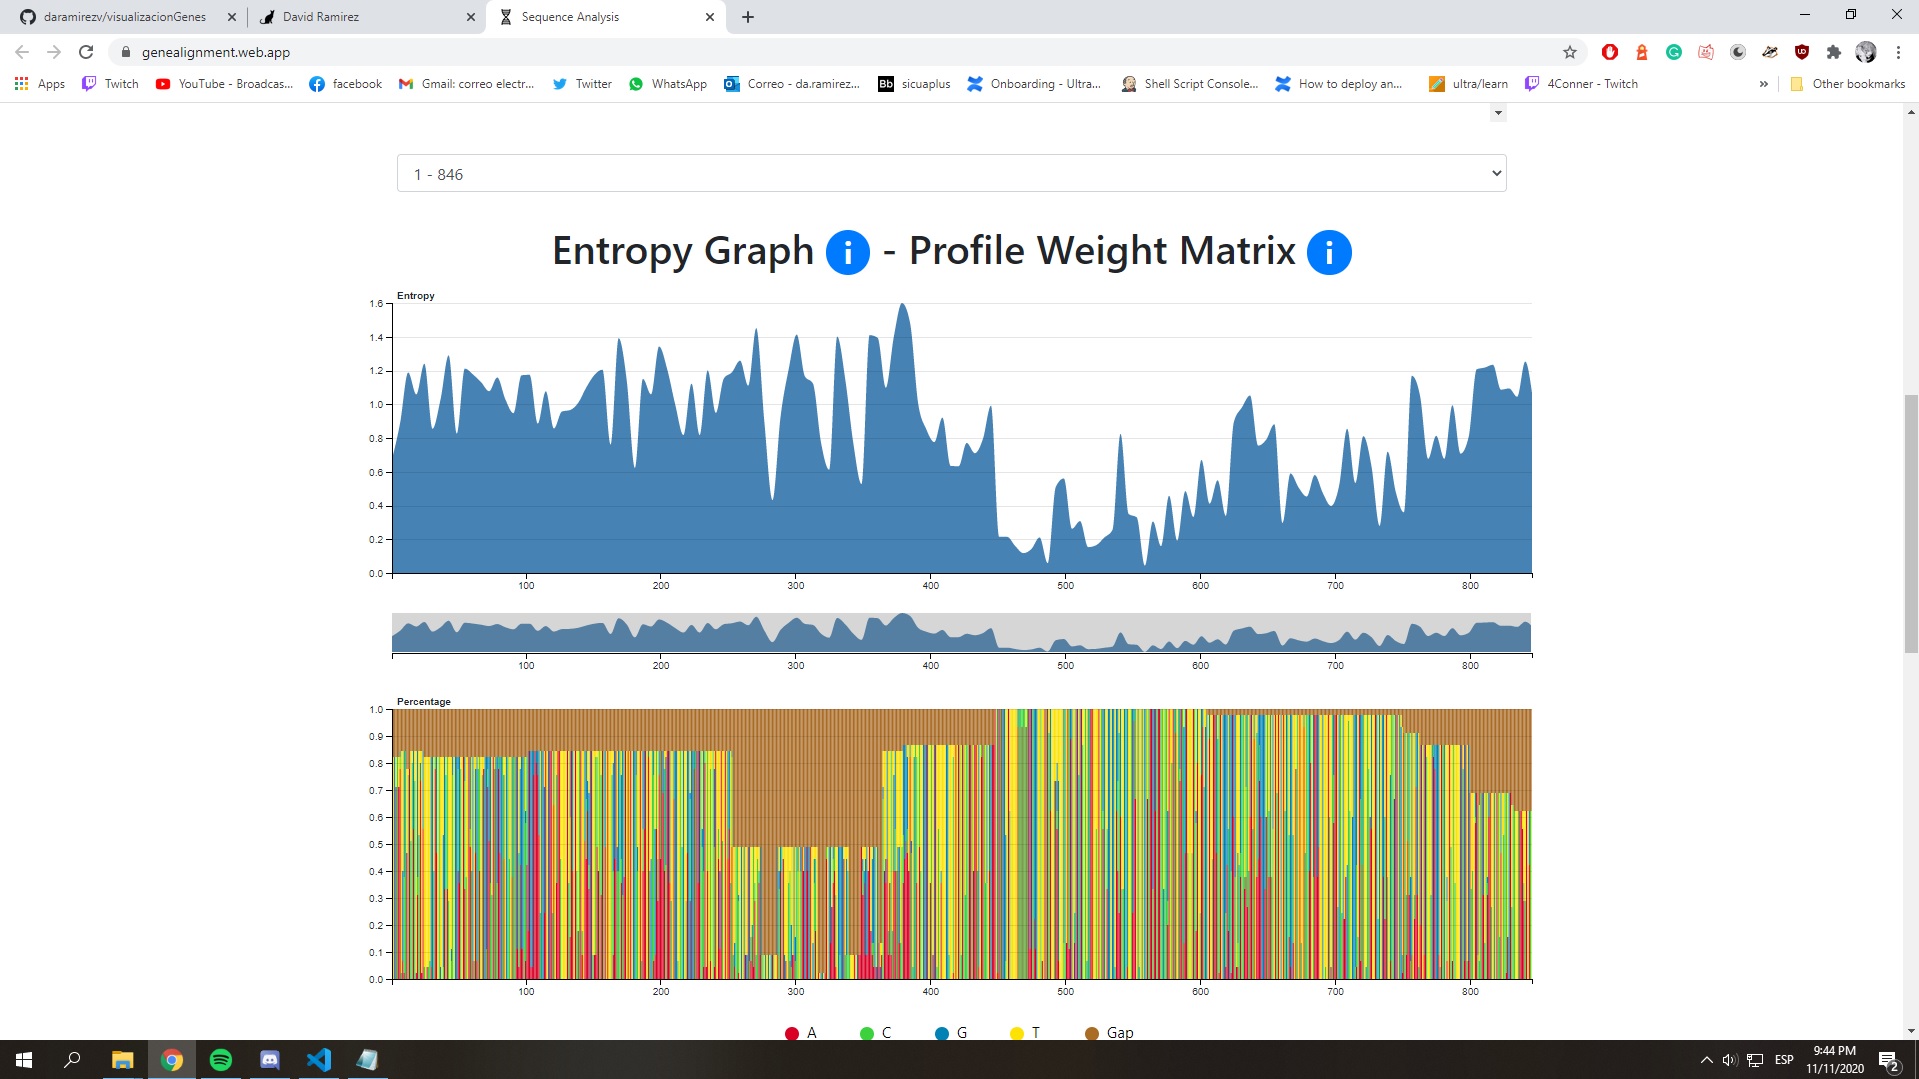 daramirezv/visualizacionGenes
David Ramirez
Sequence Analysis
genealignment.web.app
Apps
Twitch
YouTube - Broadcas...
facebook
Gmail: correo electr...
Twitter
WhatsApp
Correo - da.ramirez...
Bb sicuaplus
Onboarding - Ultra...
Shell Script Console...
How to deploy an...
ultra/learn
4Conner - Twitch
»
Other bookmarks
1 - 846
Entropy Graph i - Profile Weight Matrix i
Entropy
1.6
1.4
1.2
1.0
0.8
0.6
0.4
0.2
0.0
100 200 300 400 500 600 700 800
100 200 300 400 500 600 700 800
Percentage
1.0
0.9
0.8
0.7
0.6
0.5
0.4
0.3
0.2
0.1
0.0
100 200 300 400 500 600 700 800
A C G T Gap
ESP
9:44 PM
11/11/2020
2